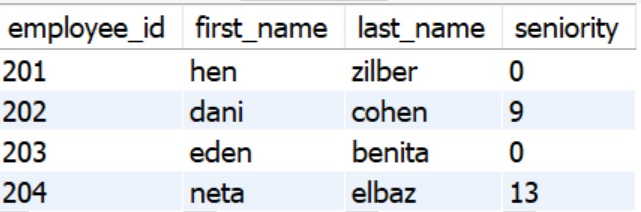 employee_id first_name last_name seniority
201 hen zilber 0
202 dani cohen 9
203 eden benita 0
204 neta elbaz 13